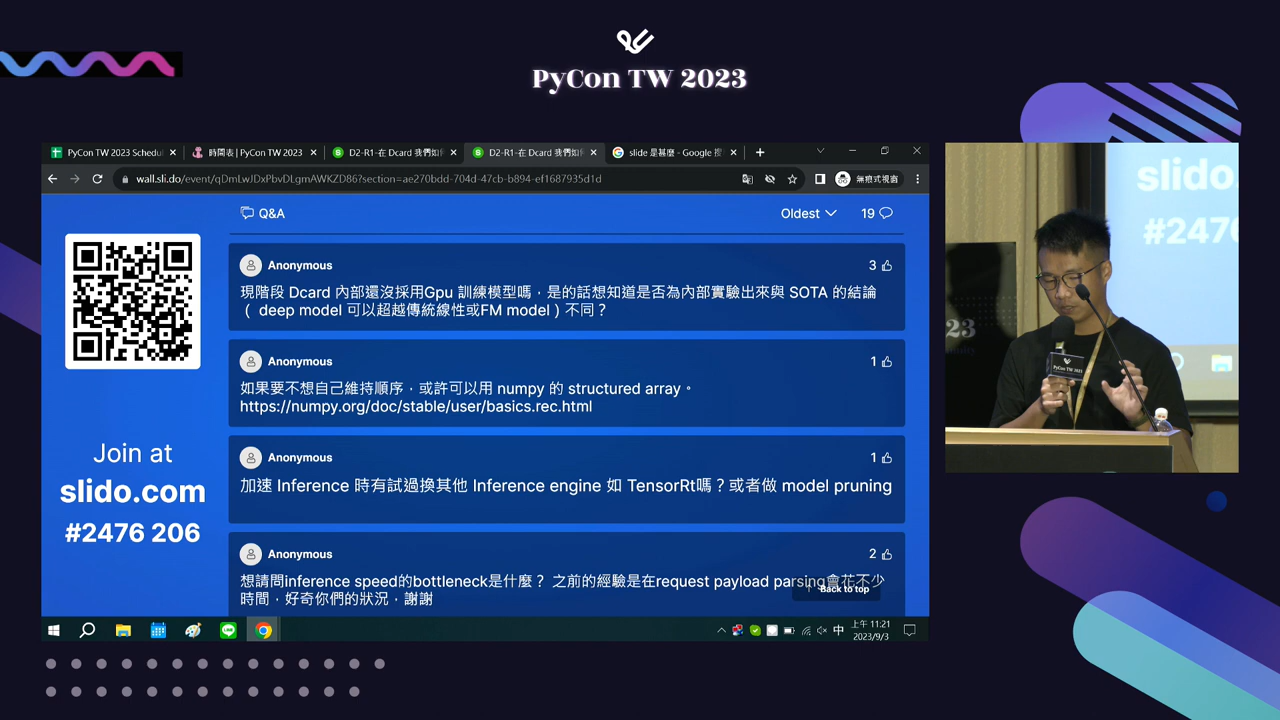 PyCon TW 2023
PyCon TW 2023 Schedul
時間表 | PyCon TW 2023
D2-R1-在 Dcard 我們如何
D2-R1-在 Dcard 我們如何
slide 是甚麼 - Google 搜
wall.sli.do/event/qDmLwJDxPbvDLgmAWKZD86?section=ae270bdd-704d-47cb-b894-ef1687935d1d
無痕式視窗
Q&A
Oldest
19
Anonymous
3
現階段 Dcard 內部還沒採用Gpu 訓練模型嗎，是的話想知道是否為內部實驗出來與 SOTA 的結論
（ deep model 可以超越傳統線性或FM model ) 不同？
Anonymous
1
如果要不想自己維持順序，或許可以用 numpy 的 structured array。
https://numpy.org/doc/stable/user/basics.rec.html
Anonymous
1
加速 Inference 時有試過換其他 Inference engine 如 TensorRt嗎？或者做 model pruning
Anonymous
2
想請問inference speed的bottleneck是什麼？ 之前的經驗是在request payload parsing會花不少
時間，好奇你們的狀況，謝謝
Back to top
Join at
slido.com
#2476 206
中
上午 11:21
2023/9/3
slido.
#2476
23
PyCon TW 2023